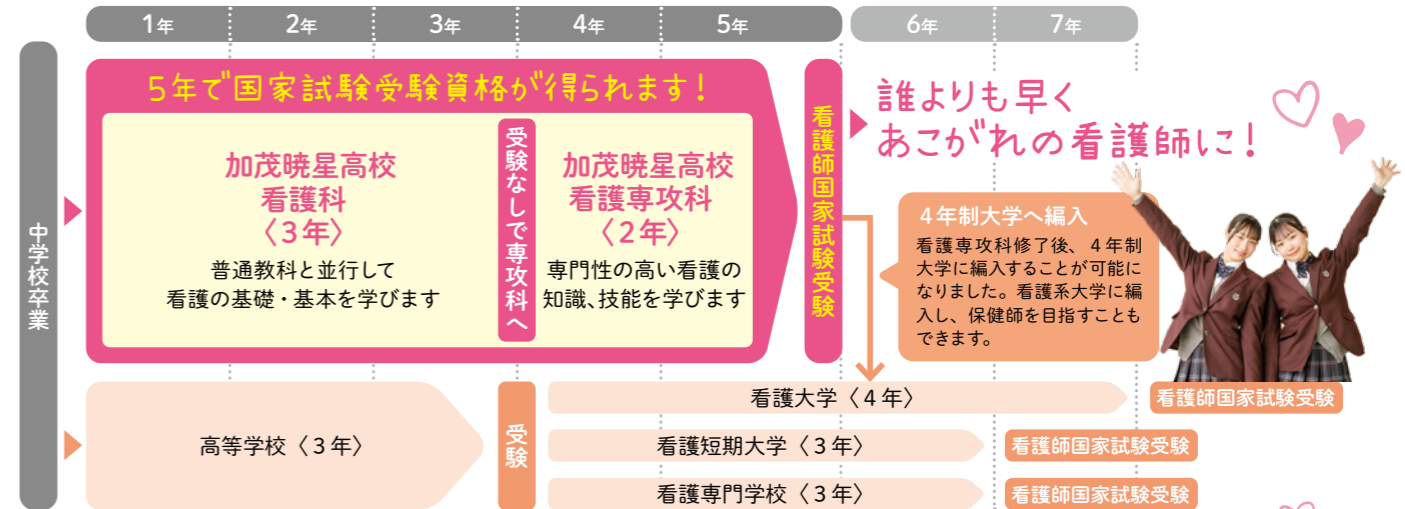 1年 2年 3年 4年 5年 6年 7年
中学校卒業
5年で国家試験受験資格が得られます！
加茂暁星高校
看護科
〈3年〉
普通教科と並行して
看護の基礎・基本を学びます
受験なしで専攻科へ
加茂暁星高校
看護専攻科
〈2年〉
専門性の高い看護の
知識、技能を学びます
看護師国家試験受験
誰よりも早く
あこがれの看護師に！
4年制大学へ編入
看護専攻科修了後、4年制
大学に編入することが可能に
なりました。看護系大学に編
入し、保健師を目指すことも
できます。
高等学校〈3年〉
受験
看護大学〈4年〉
看護師国家試験受験
看護短期大学〈3年〉
看護師国家試験受験
看護専門学校〈3年〉
看護師国家試験受験